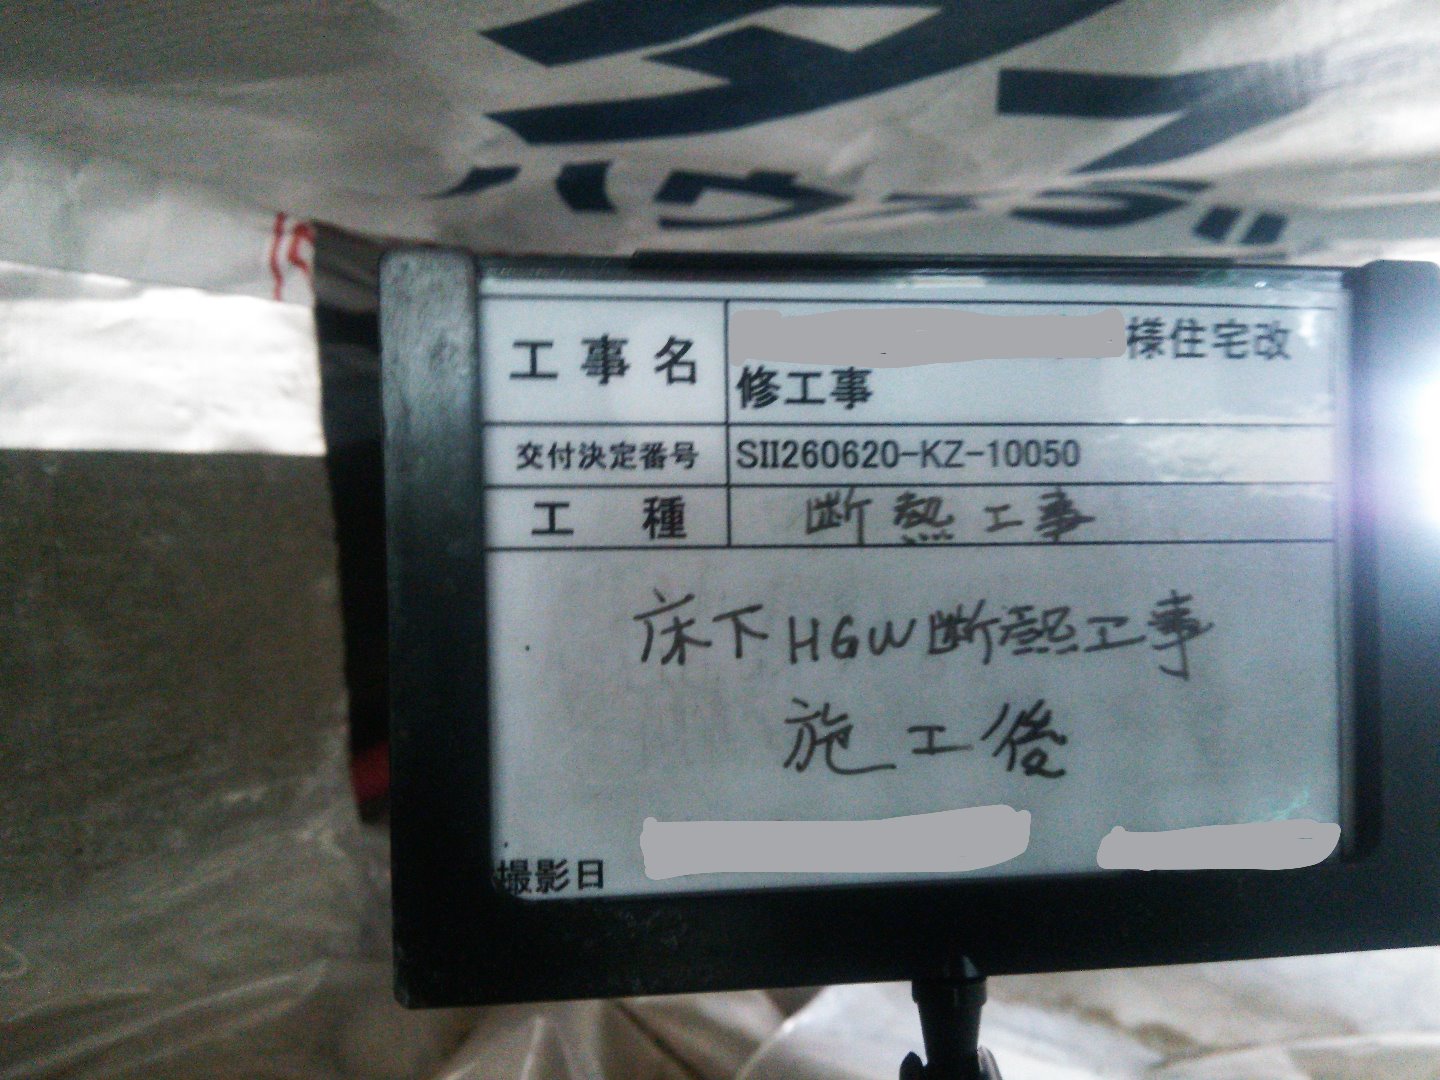 工事名
様住宅改
修工事
交付決定番号
SII260620-KZ-10050
工種
断熱工事
床下HGW断熱工事
施工後
撮影日